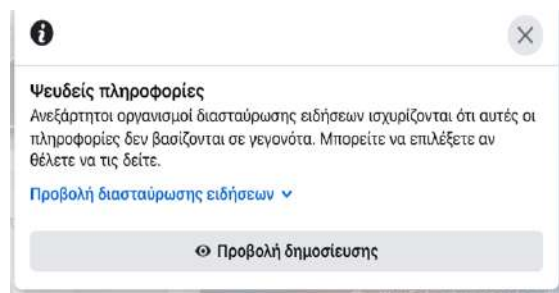 Ψευδείς πληροφορίες
Ανεξάρτητοι οργανισμοί διασταύρωσης ειδήσεων ισχυρίζονται ότι αυτές οι
πληροφορίες δεν βασίζονται σε γεγονότα. Μπορείτε να επιλέξετε αν
θέλετε να τις δείτε.
Προβολή διασταύρωσης ειδήσεων
Προβολή δημοσίευσης